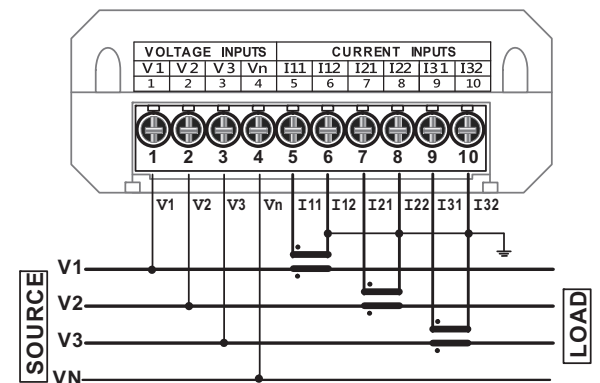 VOLTAGE INPUTS CURRENT INPUTS
V1 V2 V3 Vn I11 I12 I21 I22 I31 I32
1 2 3 4 5 6 7 8 9 10
1 2 3 4 5 6 7 8 9 10
V1 V2 V3 Vn I11 I12 I21 I22 I31 I32
SOURCE
V1
V2
V3
VN
LOAD